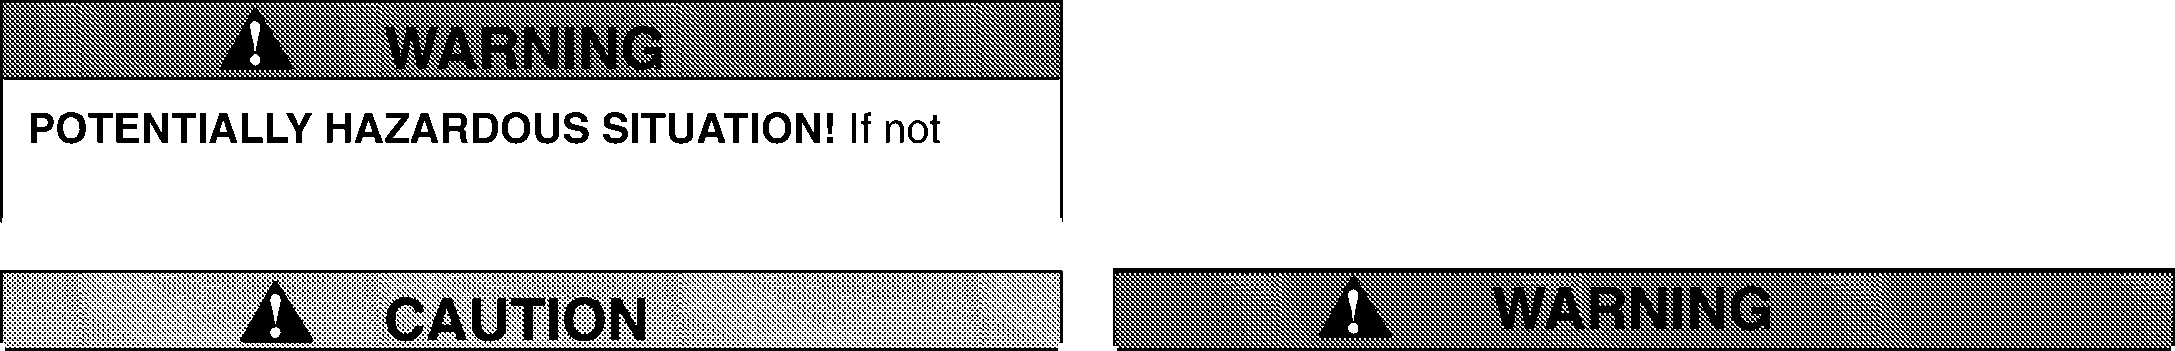 WARNING
POTENTIALLY HAZARDOUS SITUATION! If not
CAUTION
WARNING